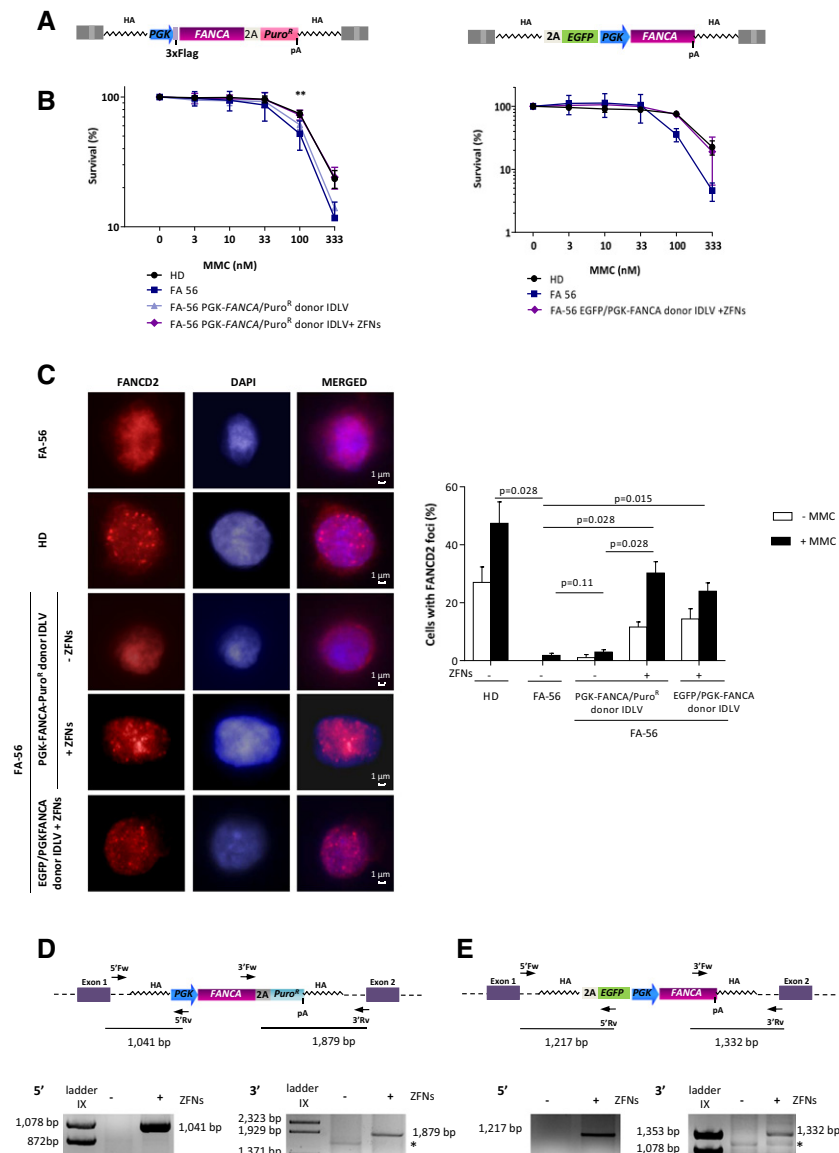 A
HA
PGK
FANCA
2A
Puro^R
HA
3xFlag
pA
HA
2A
EGFP
PGK
FANCA
HA
pA
B
Survival (%)
100
10
**
0 3 10 33 100 333
MMC (nM)
HD
FA 56
FA-56 PGK-FANCA/Puro^R donor IDLV
FA-56 PGK-FANCA/Puro^R donor IDLV+ ZFNs
Survival (%)
100
10
1
0 3 10 33 100 333
MMC (nM)
HD
FA 56
FA-56 EGFP/PGK-FANCA donor IDLV +ZFNs
C
FANCD2 DAPI MERGED
FA-56
1 µm
HD
1 µm
FA-56
PGK-FANCA-Puro^R donor IDLV
- ZFNs
1 µm
+ ZFNs
1 µm
EGFP/PGKFANCA
donor IDLV + ZFNs
1 µm
Cells with FANCD2 foci (%)
60
40
20
0
p=0.028
p=0.015
p=0.028
p=0.028
p=0.11
- MMC
+ MMC
ZFNs - - - + +
HD FA-56 PGK-FANCA/Puro^R EGFP/PGK-FANCA
donor IDLV donor IDLV
FA-56
D
5'Fw
3'Fw
Exon 1
HA
PGK
FANCA
2A
Puro^R
HA
Exon 2
pA
5'Rv
3'Rv
1,041 bp
1,879 bp
5'
ladder
IX
- + ZFNs
1,078 bp
872bp
1,041 bp
3'
ladder
IX
- + ZFNs
2,323 bp
1,929 bp
1,371
1,879 bp
*
E
5'Fw
3'Fw
Exon 1
HA
2A
EGFP
PGK
FANCA
HA
Exon 2
pA
5'Rv
3'Rv
1,217 bp
1,332 bp
5'
- + ZFNs
1,217 bp
3'
ladder
IX
- + ZFNs
1,353 bp
1,078 bp
1,332 bp
*